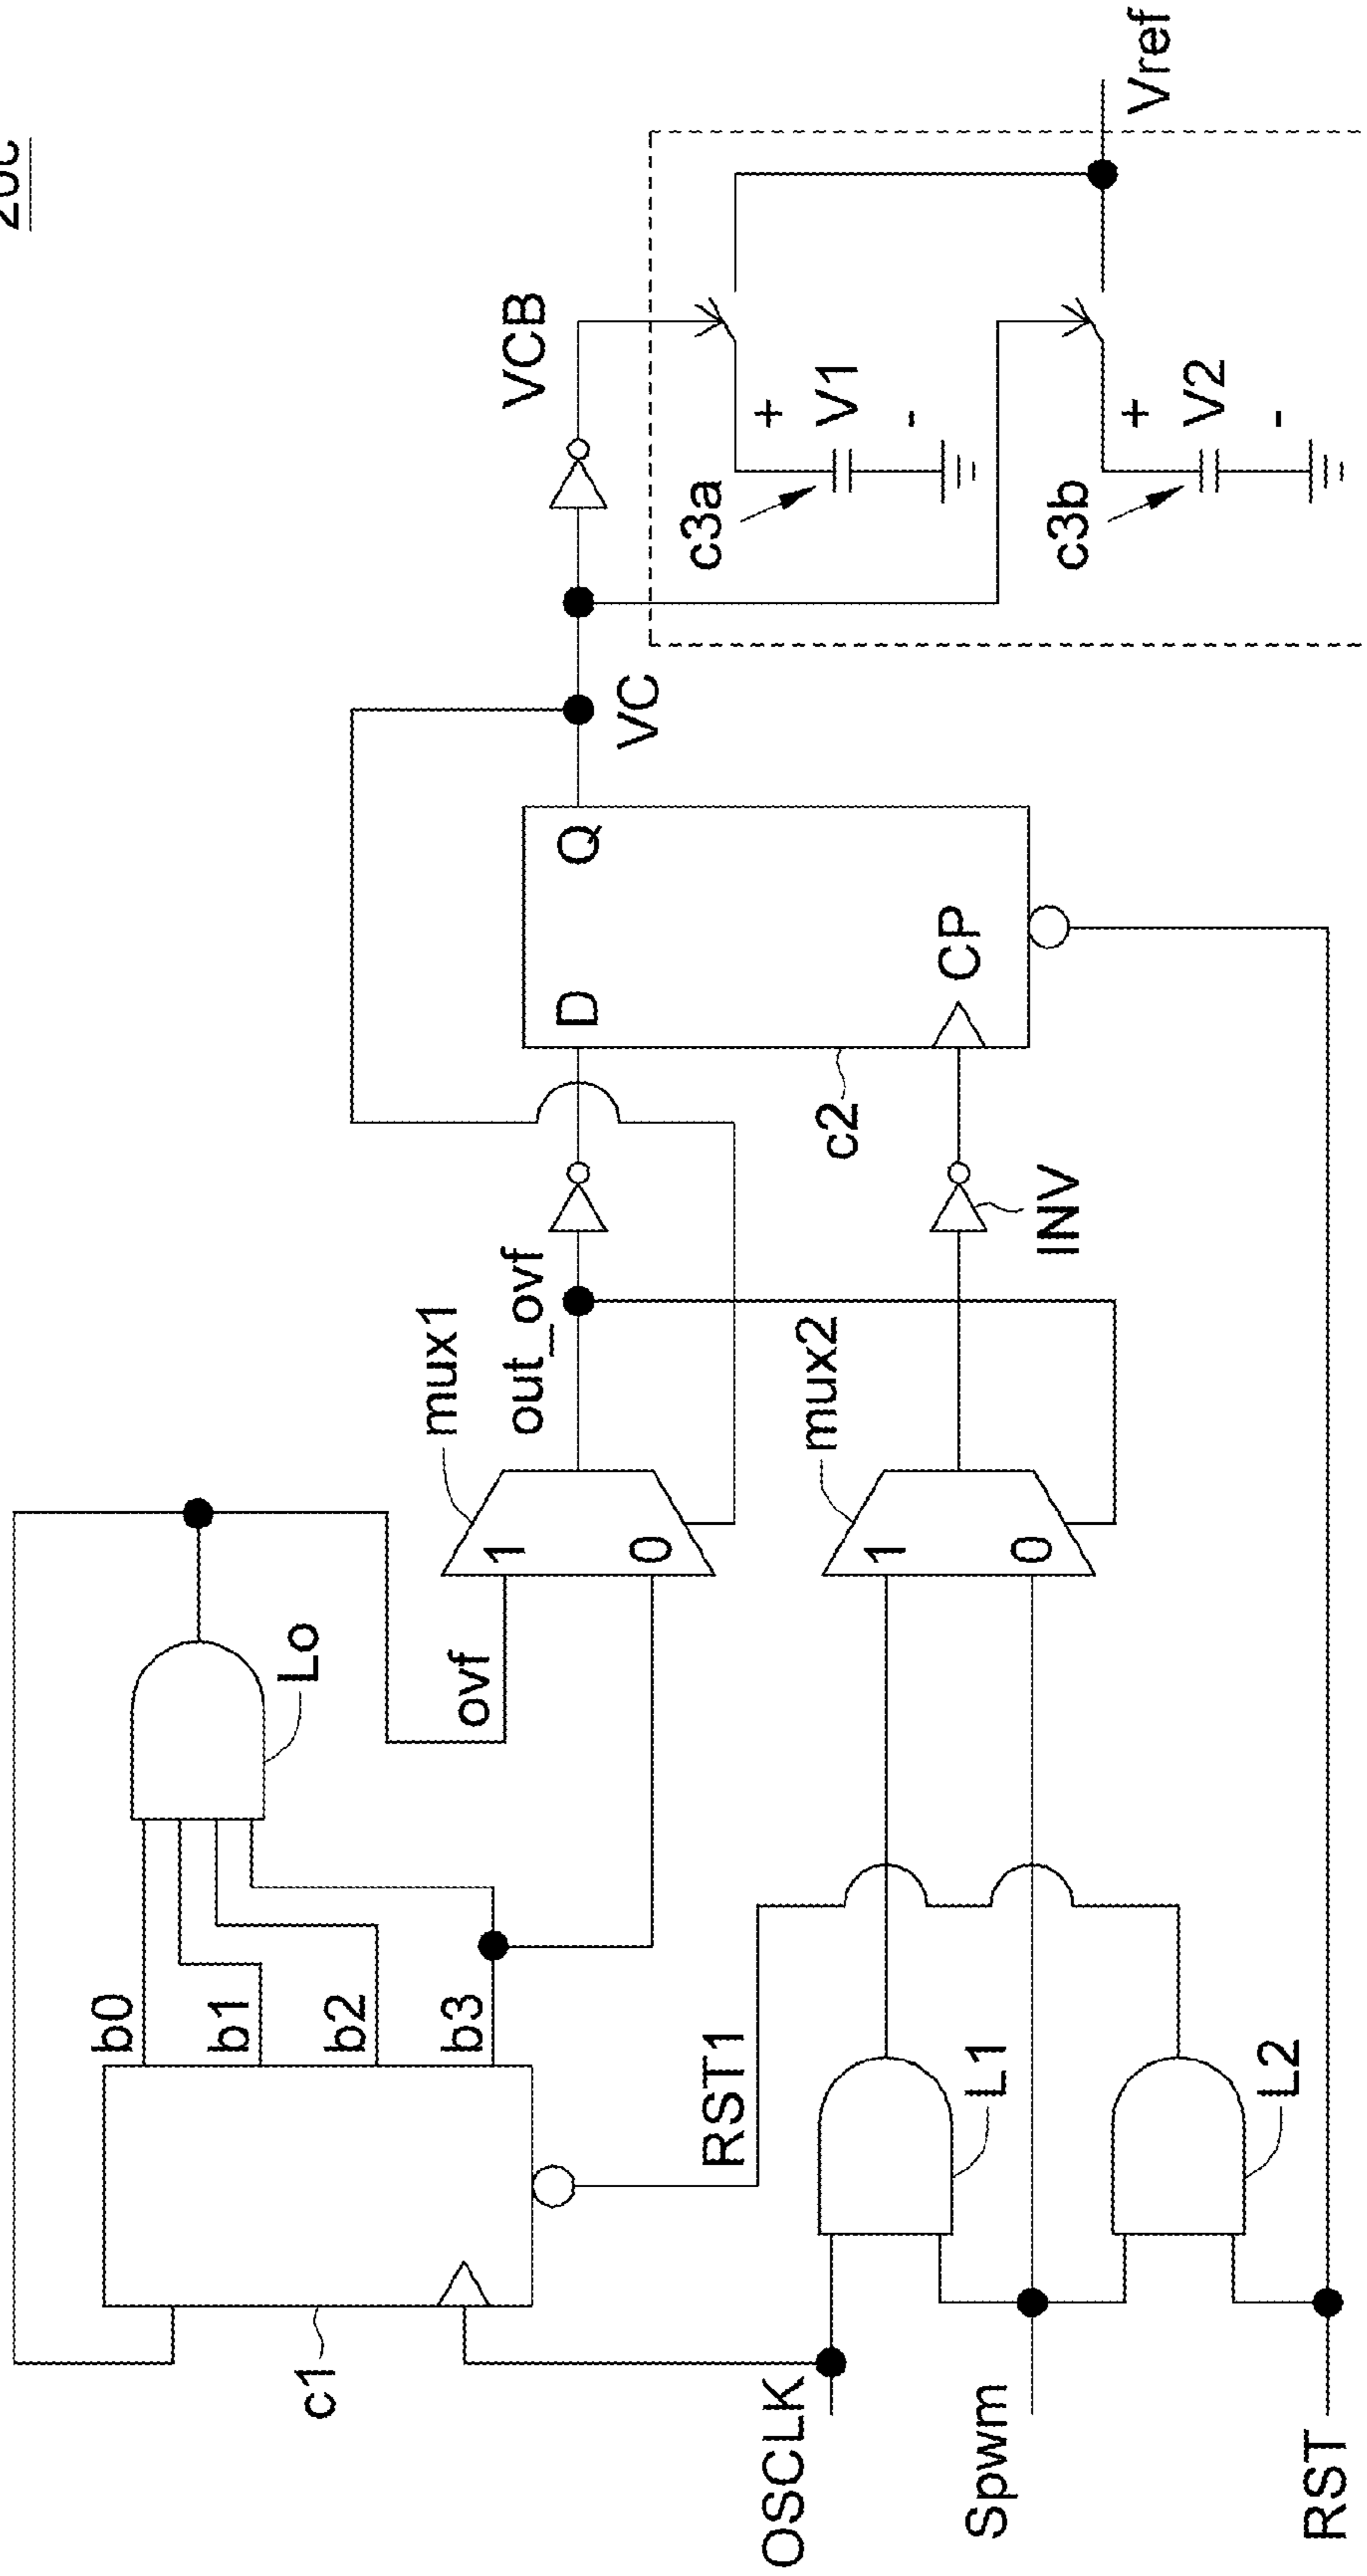 b0
b1
b2
b3
Lo
c1
ovf
mux1
out_ovf
D
Q
CP
c2
VC
VCB
RST1
mux2
INV
OSCLK
Spwm
RST
L1
L2
c3a
+
V1
-
c3b
+
V2
-
Vref
1
0
1
0